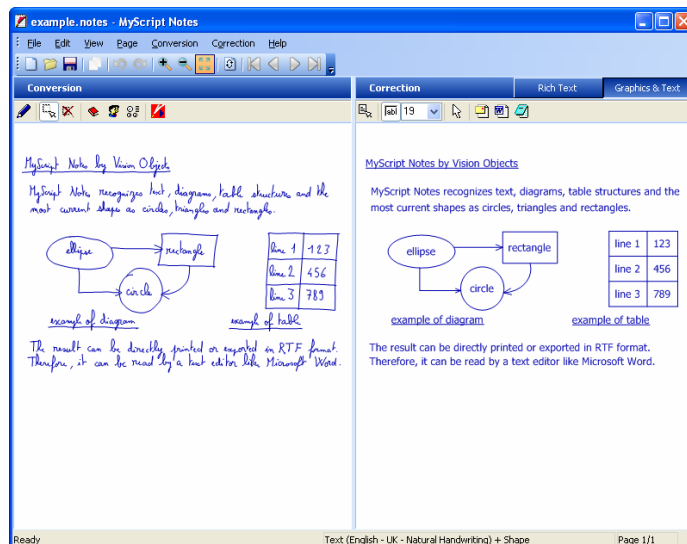 example.notes - MyScript Notes
File Edit View Page Conversion Correction Help
Conversion
MyScript Notes by Vision Objects
MyScript Notes recognizes text, diagrams, table structures and the
most current shape as circles, triangles and rectangles.
ellipse
rectangle
circle
line 1 123
line 2 456
line 3 789
example of diagram
example of table
The result can be directly printed or exported in RTF format.
Therefore, it can be read by a text editor like Microsoft Word.
Correction Rich Text Graphics & Text
19
MyScript Notes by Vision Objects
MyScript Notes recognizes text, diagrams, table structures and the
most current shapes as circles, triangles and rectangles.
ellipse
rectangle
circle
line 1 123
line 2 456
line 3 789
example of diagram
example of table
The result can be directly printed or exported in RTF format.
Therefore, it can be read by a text editor like Microsoft Word.
Ready Text (English - UK - Natural Handwriting) + Shape Page 1/1